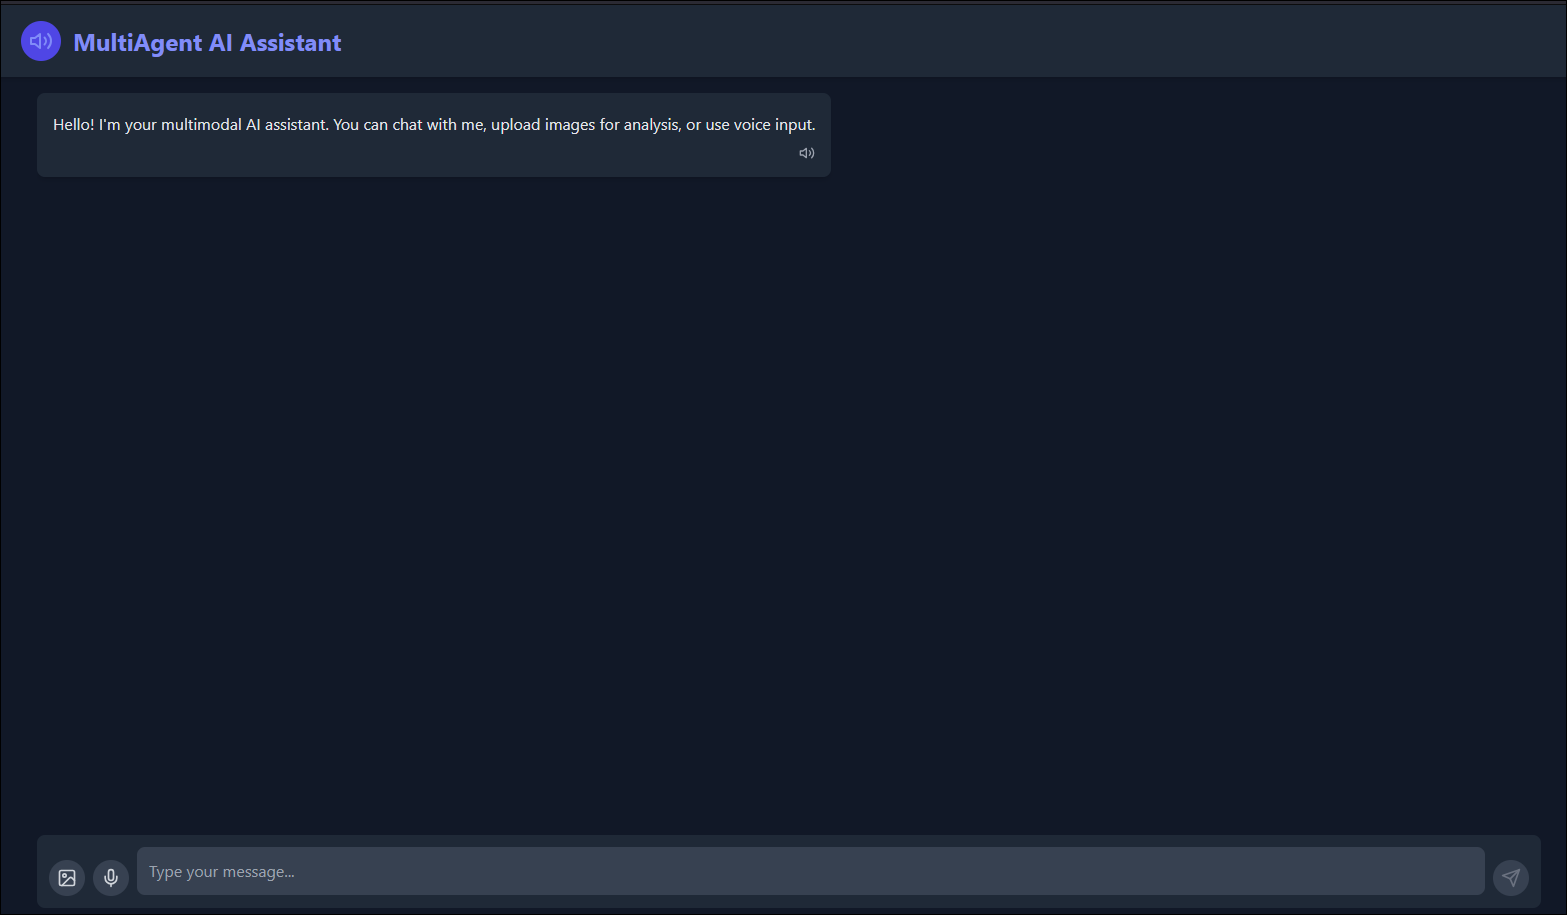 MultiAgent AI Assistant
Hello! I'm your multimodal AI assistant. You can chat with me, upload images for analysis, or use voice input.
Type your message...